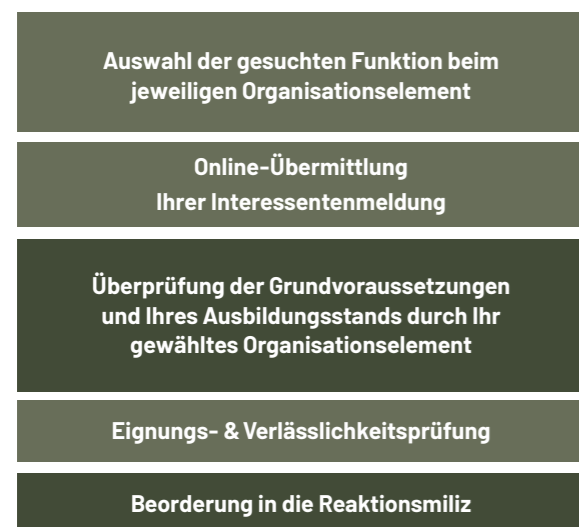 Auswahl der gesuchten Funktion beim
jeweiligen Organisationselement
Online-Übermittlung
Ihrer Interessentenmeldung
Überprüfung der Grundvoraussetzungen
und Ihres Ausbildungsstands durch Ihr
gewähltes Organisationselement
Eignungs- & Verlässlichkeitsprüfung
Beorderung in die Reaktionsmiliz